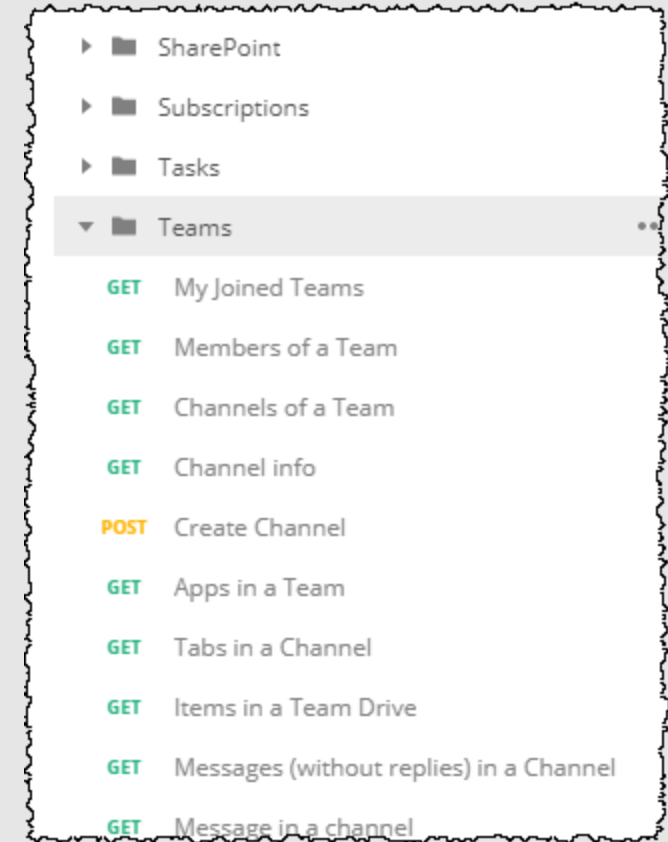 SharePoint
Subscriptions
Tasks
Teams
GET My Joined Teams
GET Members of a Team
GET Channels of a Team
GET Channel info
POST Create Channel
GET Apps in a Team
GET Tabs in a Channel
GET Items in a Team Drive
GET Messages (without replies) in a Channel
GET Message in a channel